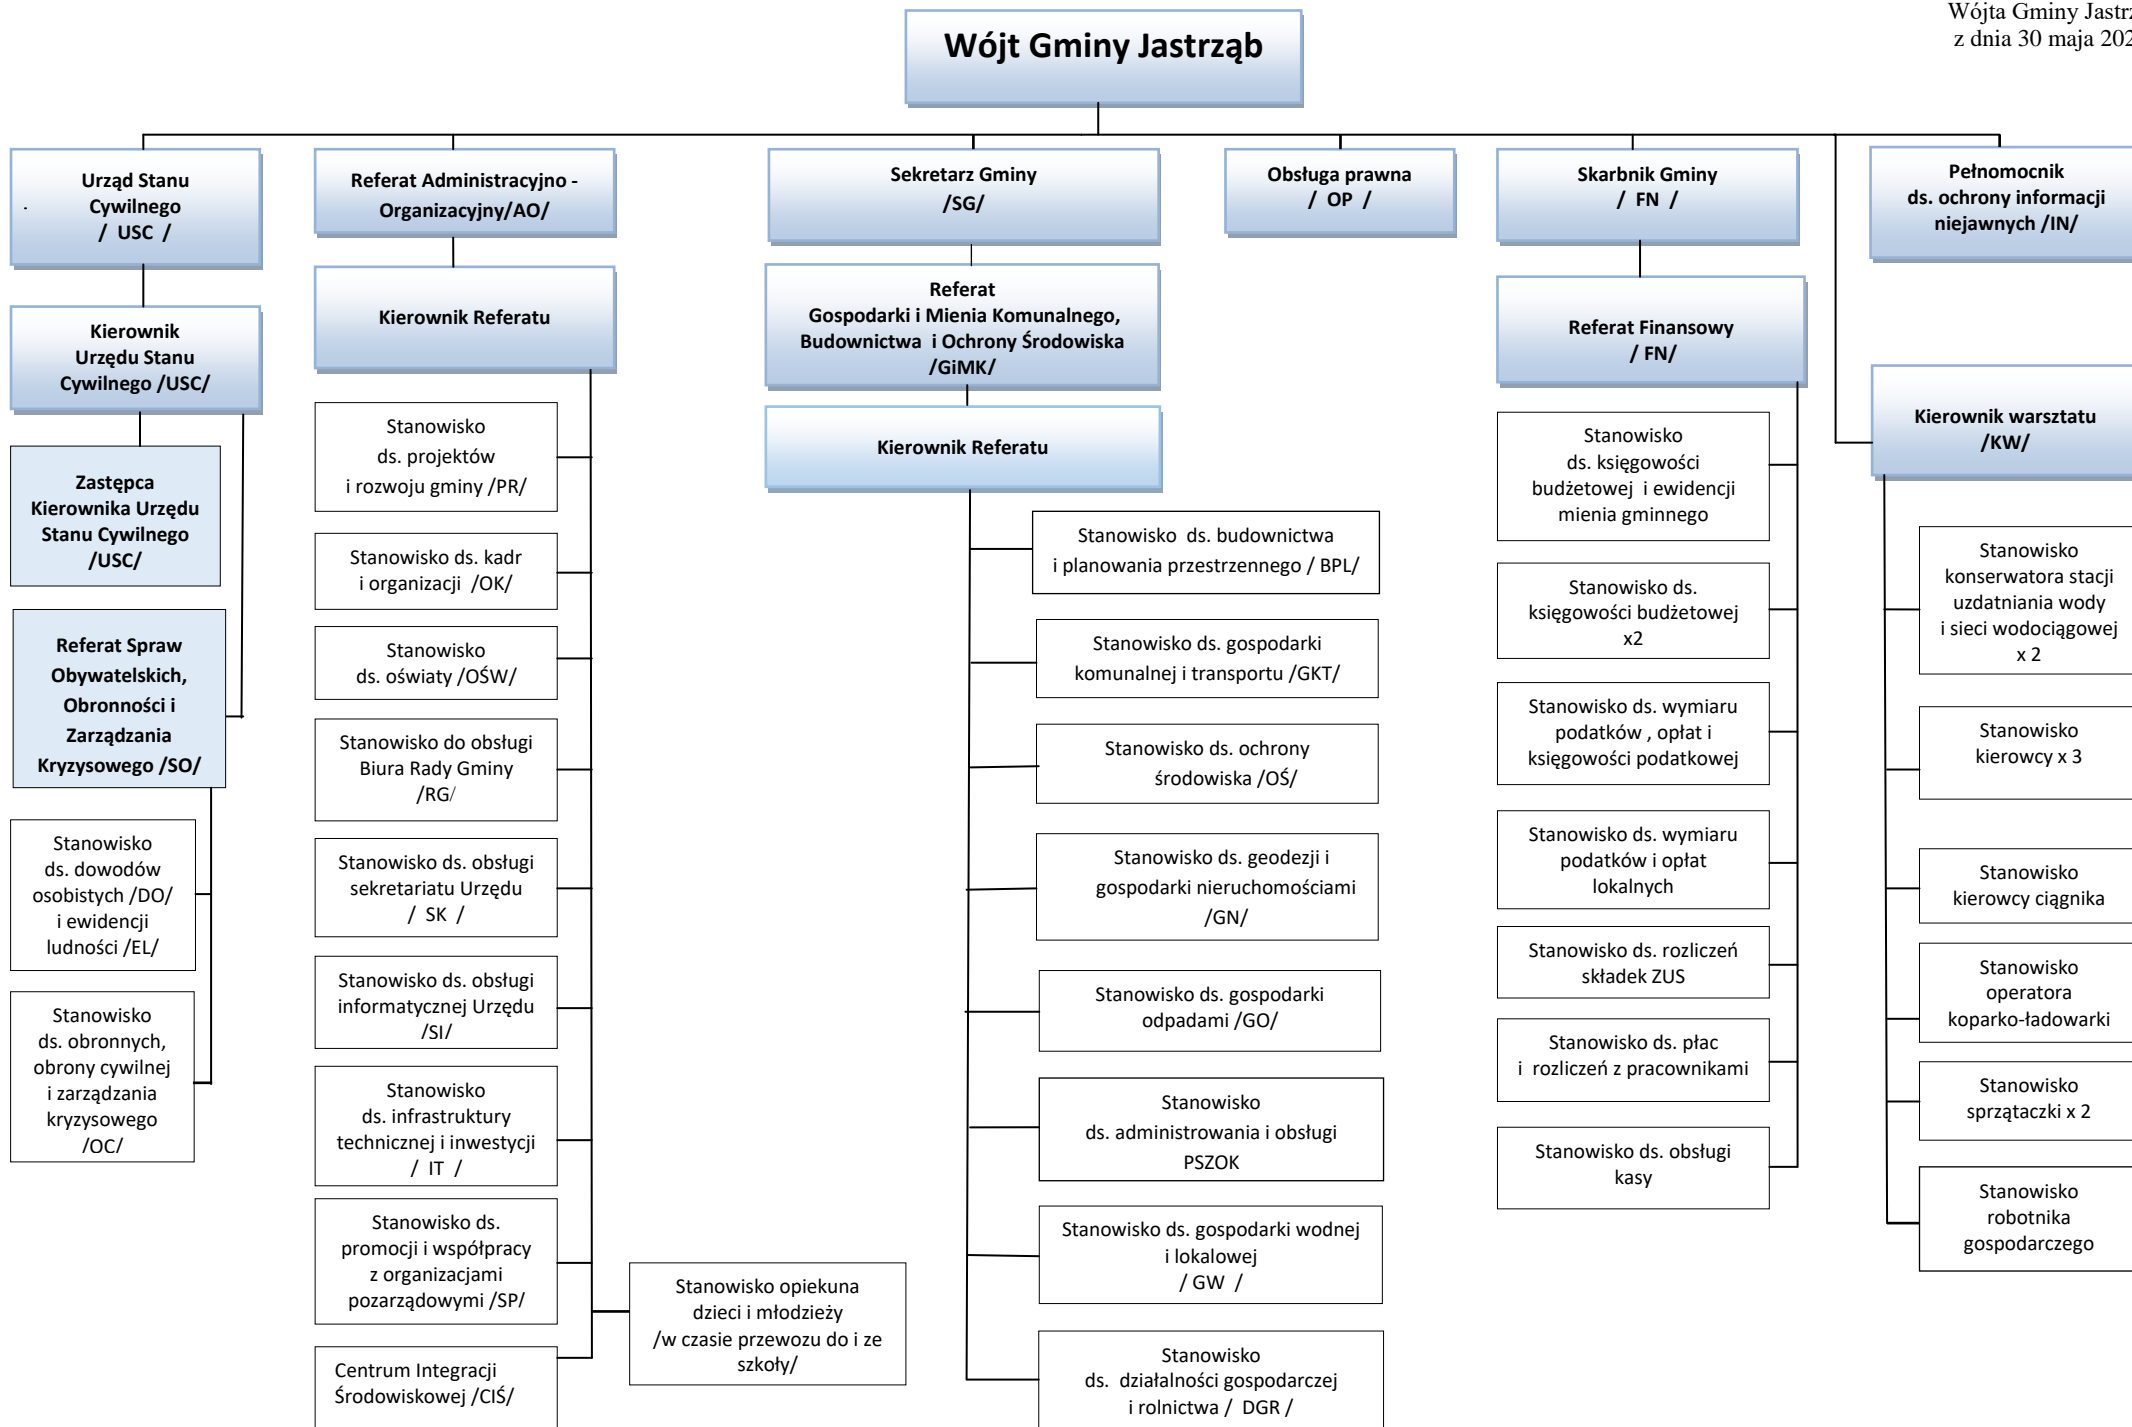 Wójta Gminy
z dnia 30 maja
Wójt Gminy Jastrząb
Urząd Stanu
Cywilnego
/ USC /
Kierownik
Urzędu Stanu
Cywilnego /USC/
Zastępca
Kierownika Urzędu
Stanu Cywilnego
/USC/
Referat Spraw
Obywatelskich,
Obronności i
Zarządzania
Kryzysowego /SO/
Stanowisko
ds. dowodów
osobistych /DO/
i ewidencji
ludności /EL/
Stanowisko
ds. obronnych,
obrony cywilnej
i zarządzania
kryzysowego
/OC/
Referat Administracyjno -
Organizacyjny/AO/
Kierownik Referatu
Stanowisko
ds. projektów
i rozwoju gminy /PR/
Stanowisko ds. kadr
i organizacji /OK/
Stanowisko
ds. oświaty /OŚW/
Stanowisko do obsługi
Biura Rady Gminy
/RG/
Stanowisko ds. obsługi
sekretariatu Urzędu
/ SK /
Stanowisko ds. obsługi
informatycznej Urzędu
/SI/
Stanowisko
ds. infrastruktury
technicznej i inwestycji
/ IT /
Stanowisko ds.
promocji i współpracy
z organizacjami
pozarządowymi /SP/
Centrum Integracji
Środowiskowej /CIŚ/
Stanowisko opiekuna
dzieci i młodzieży
/w czasie przewozu do i ze
szkoły/
Sekretarz Gminy
/SG/
Referat
Gospodarki i Mienia Komunalnego,
Budownictwa i Ochrony Środowiska
/GiMK/
Kierownik Referatu
Stanowisko ds. budownictwa
i planowania przestrzennego / BPL/
Stanowisko ds. gospodarki
komunalnej i transportu /GKT/
Stanowisko ds. ochrony
środowiska /OŚ/
Stanowisko ds. geodezji i
gospodarki nieruchomościami
/GN/
Stanowisko ds. gospodarki
odpadami /GO/
Stanowisko
ds. administrowania i obsługi
PSZOK
Stanowisko ds. gospodarki wodnej
i lokalowej
/ GW /
Stanowisko
ds. działalności gospodarczej
i rolnictwa / DGR /
Obsługa prawna
/ OP /
Skarbnik Gminy
/ FN /
Referat Finansowy
/ FN/
Stanowisko
ds. księgowości
budżetowej i ewidencji
mienia gminnego
Stanowisko ds.
księgowości budżetowej
x2
Stanowisko ds. wymiaru
podatków , opłat i
księgowości podatkowej
Stanowisko ds. wymiaru
podatków i opłat
lokalnych
Stanowisko ds. rozliczeń
składek ZUS
Stanowisko ds. płac
i rozliczeń z pracownikami
Stanowisko ds. obsługi
kasy
Pełnomocnik
ds. ochrony informacji
niejawnych /IN/
Kierownik warsztatu
/KW/
Stanowisko
konserwatora stacji
uzdatniania wody
i sieci wodociągowej
x 2
Stanowisko
kierowcy x 3
Stanowisko
kierowcy ciągnika
Stanowisko
operatora
koparko-ładowarki
Stanowisko
sprzątaczki x 2
Stanowisko
robotnika
gospodarczego